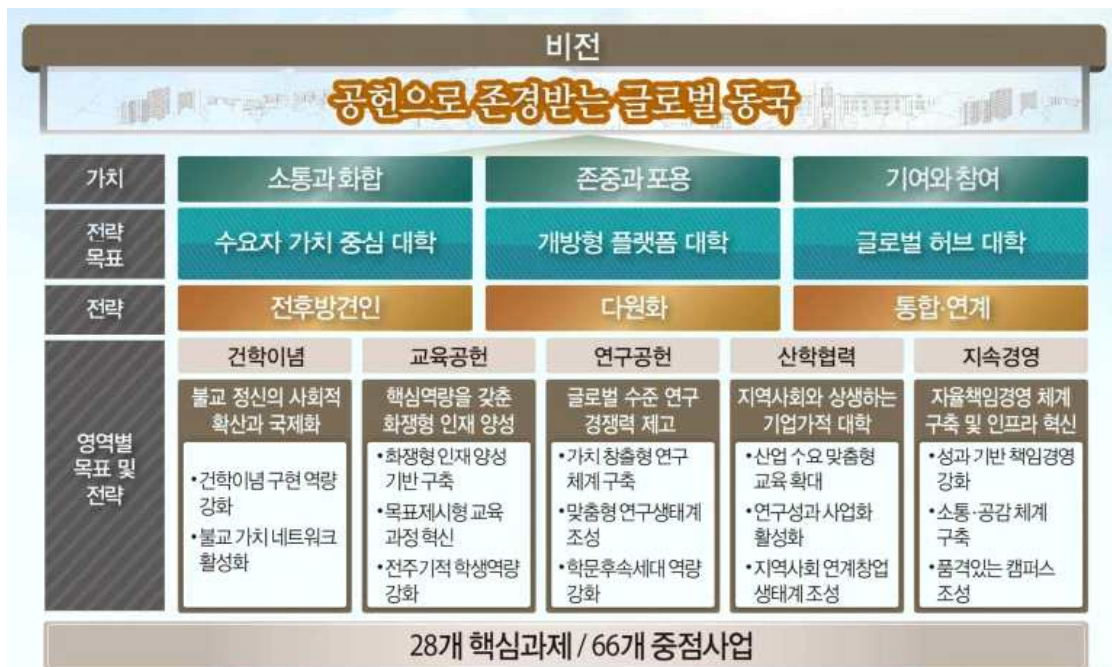 비전
공헌으로 존경받는 글로벌 동국
가치
소통과 화합
존중과 포용
기여와 참여
전략
목표
수요자 가치 중심 대학
개방형 플랫폼 대학
글로벌 허브 대학
전략
전후방견인
다원화
통합·연계
영역별
목표 및
전략
건학이념
불교 정신의 사회적
확산과 국제화
•건학이념 구현 역량
강화
•불교 가치 네트워크
활성화
교육공헌
핵심역량을 갖춘
화쟁형 인재 양성
•화쟁형 인재 양성
기반 구축
•목표제시형 교육
과정 혁신
•전주기적 학생역량
강화
연구공헌
글로벌 수준 연구
경쟁력 제고
•가치 창출형 연구
체계 구축
•맞춤형 연구생태계
조성
•학문후속세대 역량
강화
산학협력
지역사회와 상생하는
기업가적 대학
•산업 수요 맞춤형
교육 확대
•연구성과 사업화
활성화
•지역사회 연계창업
생태계 조성
지속경영
자율책임경영 체계
구축 및 인프라 혁신
•성과 기반 책임경영
강화
•소통·공감 체계
구축
•품격있는 캠퍼스
조성
28개 핵심과제 / 66개 중점사업